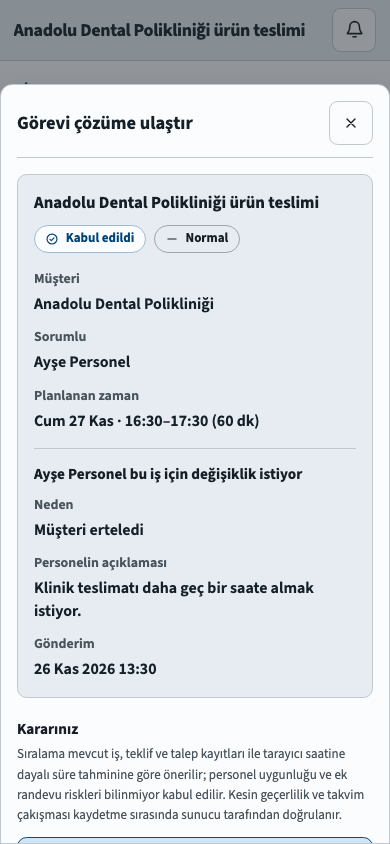 Anadolu Dental Polikliniği ürün teslimi
Görevi çözüme ulaştır
Anadolu Dental Polikliniği ürün teslimi
Kabul edildi
Normal
Müşteri
Anadolu Dental Polikliniği
Sorumlu
Ayşe Personel
Planlanan zaman
Cum 27 Kas · 16:30–17:30 (60 dk)
Ayşe Personel bu iş için değişiklik istiyor
Neden
Müşteri erteledi
Personelin açıklaması
Klinik teslimatı daha geç bir saate almak
istiyor.
Gönderim
26 Kas 2026 13:30
Kararınız
Sıralama mevcut iş, teklif ve talep kayıtları ile tarayıcı saatine
dayalı süre tahminine göre önerilir; personel uygunluğu ve ek
randevu riskleri bilinmiyor kabul edilir. Kesin geçerlilik ve takvim
çakışması kaydetme sırasında sunucu tarafından doğrulanır.